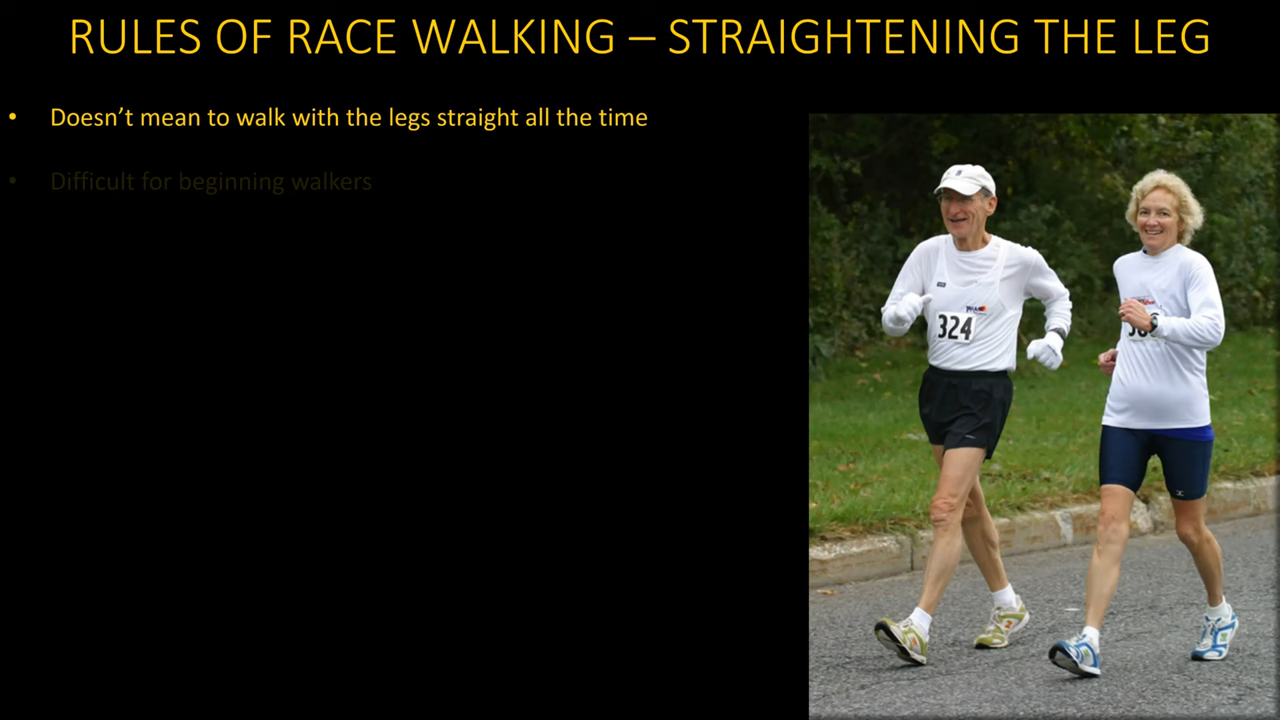 RULES OF RACE WALKING – STRAIGHTENING THE LEG
• Doesn’t mean to walk with the legs straight all the time
• Difficult for beginning walkers
324